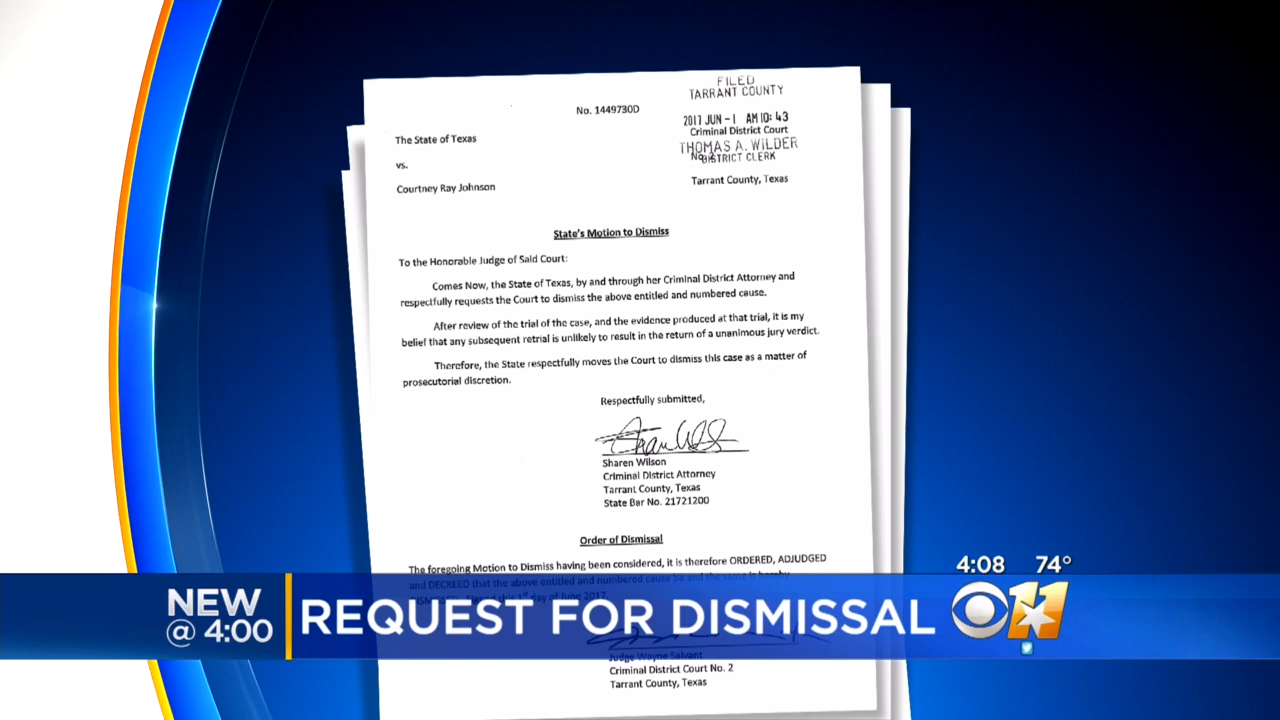 FILED
TARRANT COUNTY
No. 1449730D
2017 JUN -1 AM 10: 43
Criminal District Court
The State of Texas
THOMAS A. WILDER
DISTRICT CLERK
vs.
Tarrant County, Texas
Courtney Ray Johnson
State's Motion to Dismiss
To the Honorable Judge of Said Court:
Comes Now, the State of Texas, by and through her Criminal District Attorney and
respectfully requests the Court to dismiss the above entitled and numbered cause.
After review of the trial of the case, and the evidence produced at that trial, it is my
belief that any subsequent retrial is unlikely to result in the return of a unanimous jury verdict.
Therefore, the State respectfully moves the Court to dismiss this case as a matter of
prosecutorial discretion.
Respectfully submitted,
Sharen Wilson
Criminal District Attorney
Tarrant County, Texas
State Bar No. 21721200
Order of Dismissal
The foregoing Motion to Dismiss having been considered, it is therefore ORDERED, ADJUDGED
and DECREED that the above entitled and numbered cause be and the same is hereby
day of June 2017.
4:08 74°
NEW
@ 4:00
REQUEST FOR DISMISSAL
11
Judge Wayne Salvant
Criminal District Court No. 2
Tarrant County, Texas